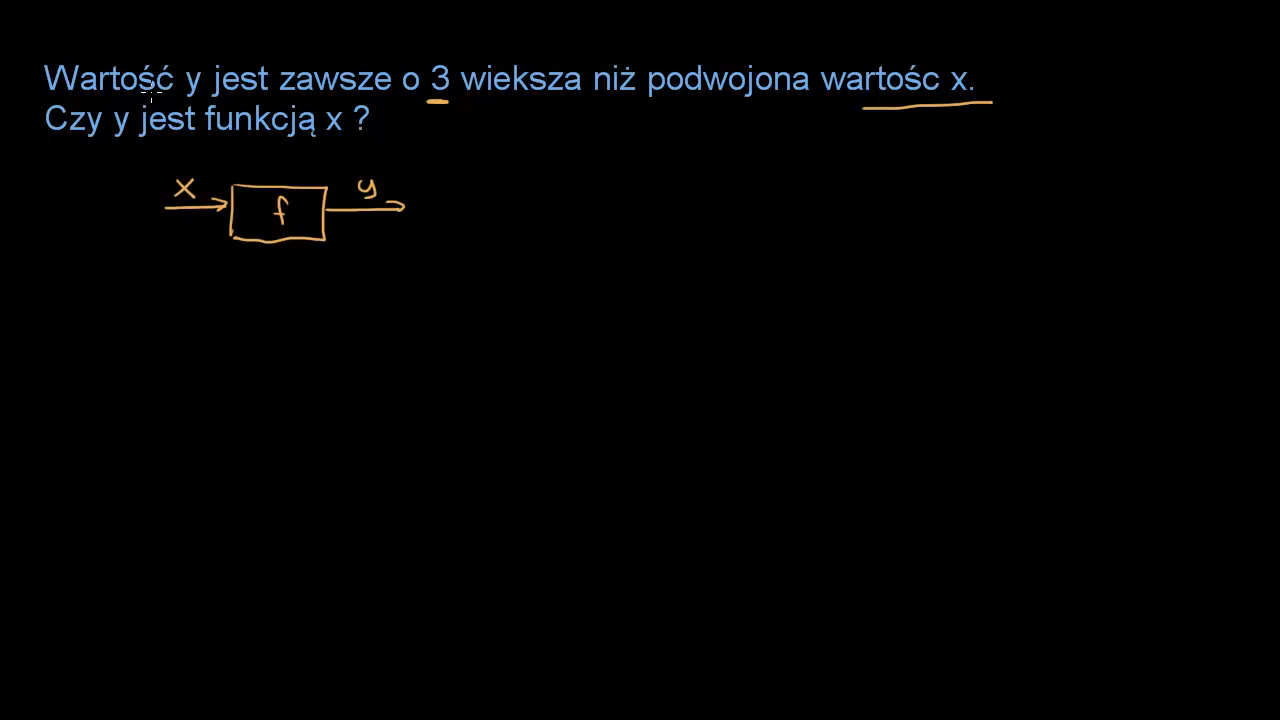 Wartość y jest zawsze o 3 wieksza niż podwojona wartośc x.
Czy y jest funkcją x ?
x f y